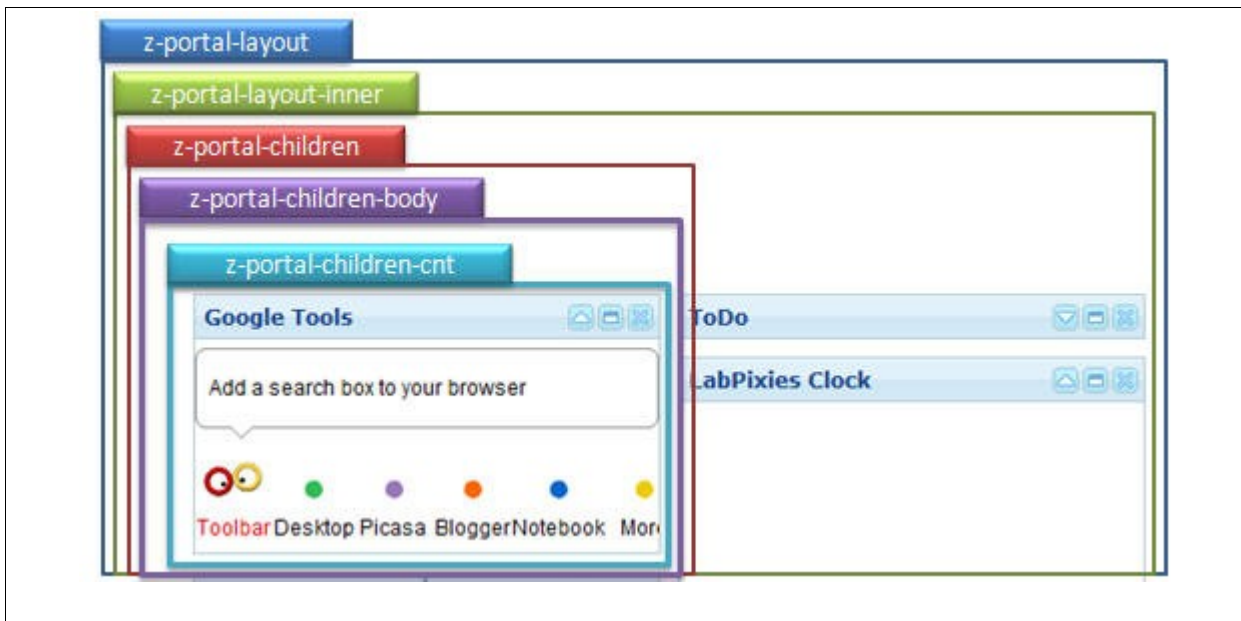 z-portal-layout
z-portal-layout-inner
z-portal-children
z-portal-children-body
z-portal-children-cnt
Google Tools
ToDo
Add a search box to your browser
LabPixies Clock
Toolbar Desktop Picasa Blogger Notebook More